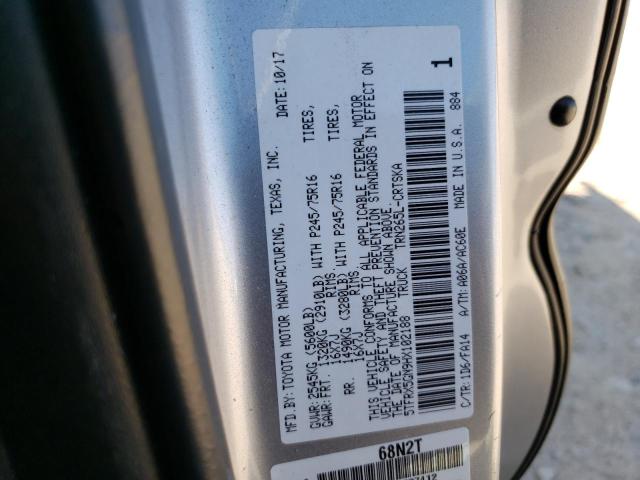 MFD.BY: TOYOTA MOTOR MANUFACTURING, TEXAS, INC. DATE: 10/17
GVWR: 2545KG (5600LB)
GAWR: FRT. 1320KG (2910LB) WITH P245/75R16 TIRES,
16X7J RIMS.
RR. 1490KG (3280LB) WITH P245/75R16 TIRES,
16X7J RIMS.
THIS VEHICLE CONFORMS TO ALL APPLICABLE FEDERAL MOTOR
VEHICLE SAFETY AND THEFT PREVENTION STANDARDS IN EFFECT ON
THE DATE OF MANUFACTURE SHOWN ABOVE.
5TFRX5GN9HX102188 TRUCK TRN265L-CRTSKA 1
C/TR: 1D6/FA14 A/TM: A06A/AC60E MADE IN U.S.A. 884
68N2T